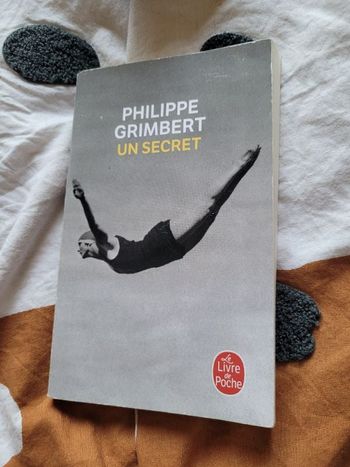 PHILIPPE
GRIMBERT
UN SECRET
Le
Livre
de
Poche